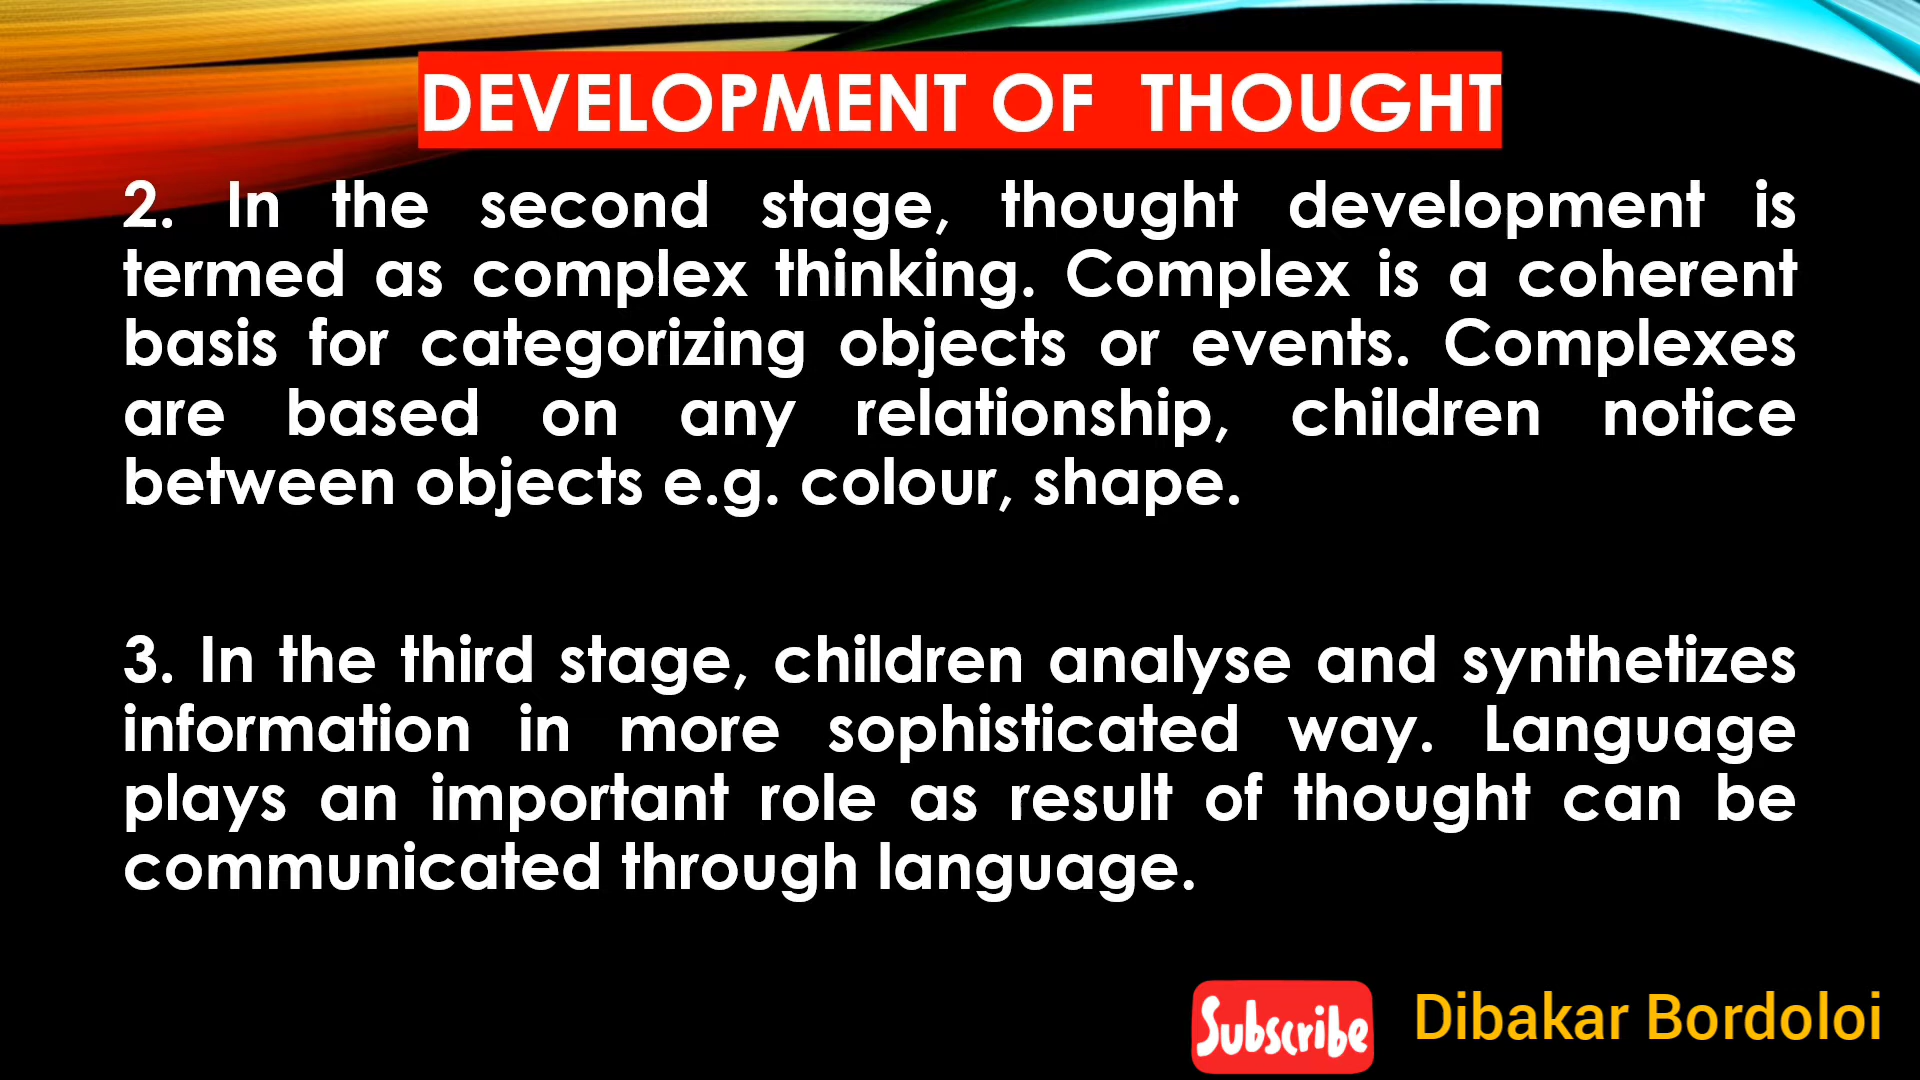 DEVELOPMENT OF THOUGHT
2. In the second stage, thought development is
termed as complex thinking. Complex is a coherent
basis for categorizing objects or events. Complexes
are based on any relationship, children notice
between objects e.g. colour, shape.
3. In the third stage, children analyse and synthetizes
information in more sophisticated way. Language
plays an important role as result of thought can be
communicated through language.
Subscribe Dibakar Bordoloi